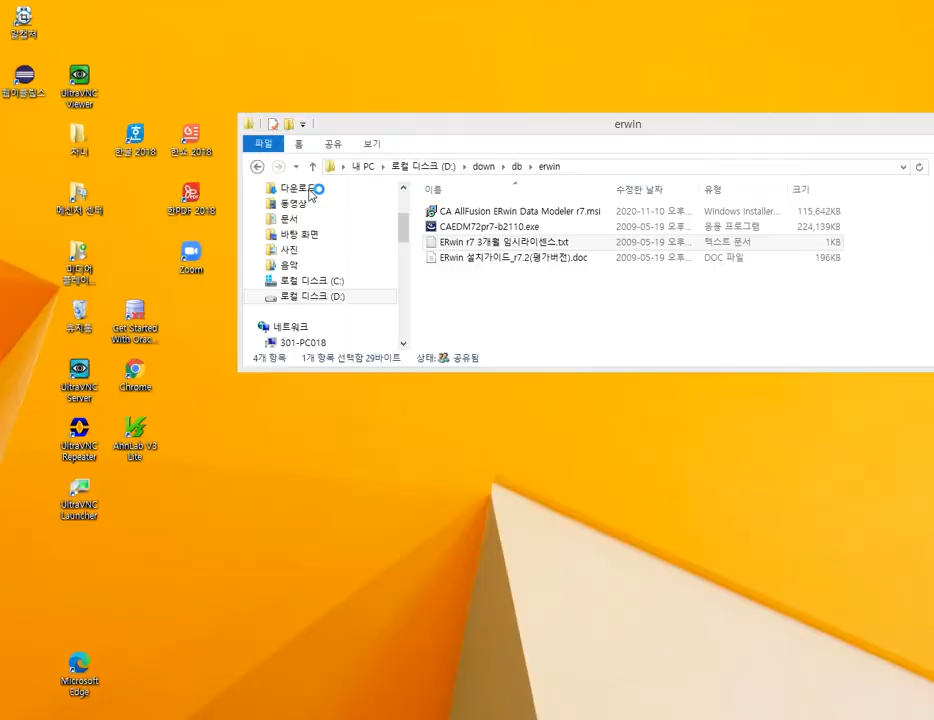 알캡처
UltraVNC
Viewer
한글 2018
한쇼 2018
메신저 센터
한PDF 2018
미디어
Zoom
휴지통
Get Started
With Orac...
UltraVNC
Server
Chrome
UltraVNC
Repeater
AhnLab V3
Lite
UltraVNC
Launcher
Microsoft
Edge
erwin
파일 홈 공유 보기
내 PC 로컬 디스크 (D:) down db erwin
이름 수정한 날짜 유형 크기
다운로드
동영상
문서
바탕 화면
사진
음악
로컬 디스크 (C:)
로컬 디스크 (D:)
네트워크
301-PC018
CA AllFusion ERwin Data Modeler r7.msi 2020-11-10 오후... Windows Installer... 115,642KB
CAEDM72pr7-b2110.exe 2009-05-19 오후... 응용 프로그램 224,139KB
ERwin r7 3개월 임시라이센스.txt 2009-05-19 오후... 텍스트 문서 1KB
ERwin 설치가이드_r7.2(평가버전).doc 2009-05-19 오후... DOC 파일 196KB
4개 항목 1개 항목 선택함 29바이트 상태: 공유됨